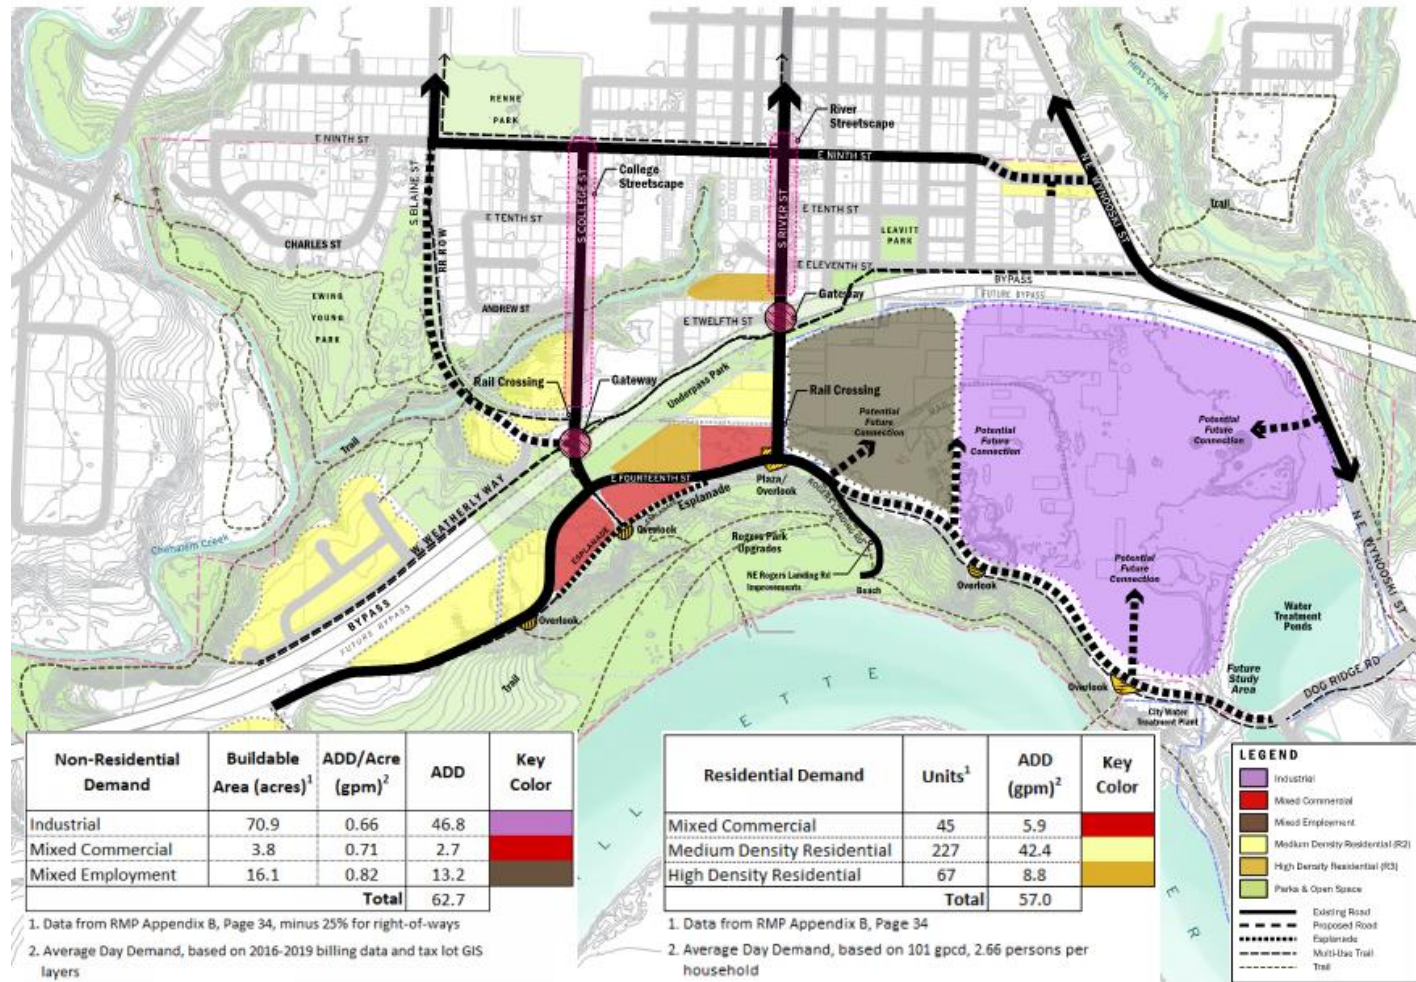 RENNE
PARK
Hess Creek
River
Streetscape
E NINTH ST
E NINTH ST
NE WYNOOSKI ST
S BLAINE ST
RR ROW
College
Streetscape
S COLLEGE ST
S RIVER ST
Trail
E TENTH ST
E TENTH ST
LEAVITT
PARK
CHARLES ST
E ELEVENTH ST
BYPASS
FUTURE BYPASS
EWING
YOUNG
PARK
ANDREW ST
Gateway
E TWELFTH ST
Rail Crossing
Gateway
Underpass Park
Rail Crossing
Potential
Future
Connection
Potential
Future
Connection
Potential
Future
Connection
Trail
E FOURTEENTH ST
Plaza/
Overlook
Esplanade
ROGERS LANDING RD
W WEATHERLY WAY
Chehalem Creek
ESPLANADE
Overlook
Rogers Park
Upgrades
NE Rogers Landing Rd
Improvements
Beach
Overlook
Potential
Future
Connection
NE WYNOOSKI ST
BYPASS
FUTURE BYPASS
Overlook
Water
Treatment
Ponds
Trail
Overlook
Future
Study
Area
DOG RIDGE RD
City Water
Treatment Plant
L L
E T T E
E R
Non-Residential Demand Buildable Area (acres)1 ADD/Acre (gpm)2 ADD Key Color
Industrial 70.9 0.66 46.8
Mixed Commercial 3.8 0.71 2.7
Mixed Employment 16.1 0.82 13.2
Total 62.7
1. Data from RMP Appendix B, Page 34, minus 25% for right-of-ways
2. Average Day Demand, based on 2016-2019 billing data and tax lot GIS
layers
Residential Demand Units1 ADD (gpm)2 Key Color
Mixed Commercial 45 5.9
Medium Density Residential 227 42.4
High Density Residential 67 8.8
Total 57.0
1. Data from RMP Appendix B, Page 34
2. Average Day Demand, based on 101 gpcd, 2.66 persons per
household
LEGEND
Industrial
Mixed Commercial
Mixed Employment
Medium Density Residential (R2)
High Density Residential (R3)
Parks & Open Space
Existing Road
Proposed Road
Esplanade
Multi-Use Trail
Trail